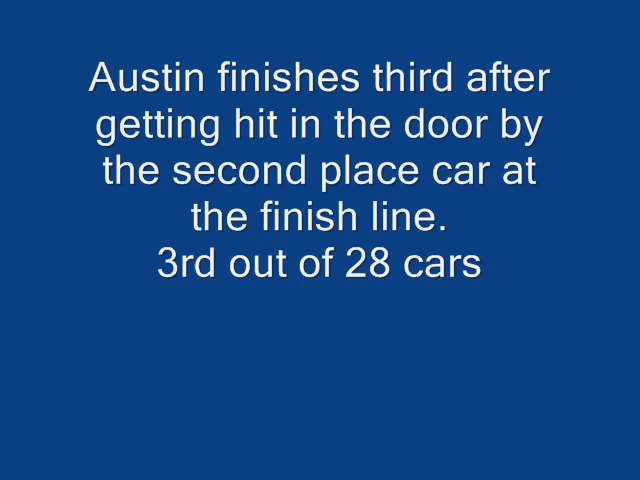 Austin finishes third after
getting hit in the door by
the second place car at
the finish line.
3rd out of 28 cars